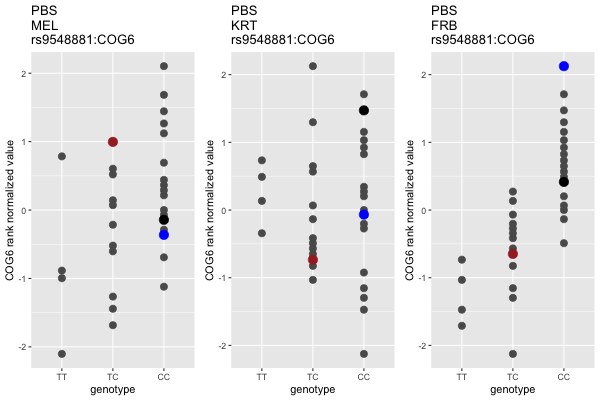 PBS
MEL
rs9548881:COG6
COG6 rank normalized value
2
1
0
-1
-2
TT TC CC
genotype
PBS
KRT
rs9548881:COG6
COG6 rank normalized value
2
1
0
-1
-2
TT TC CC
genotype
PBS
FRB
rs9548881:COG6
COG6 rank normalized value
2
1
0
-1
-2
TT TC CC
genotype